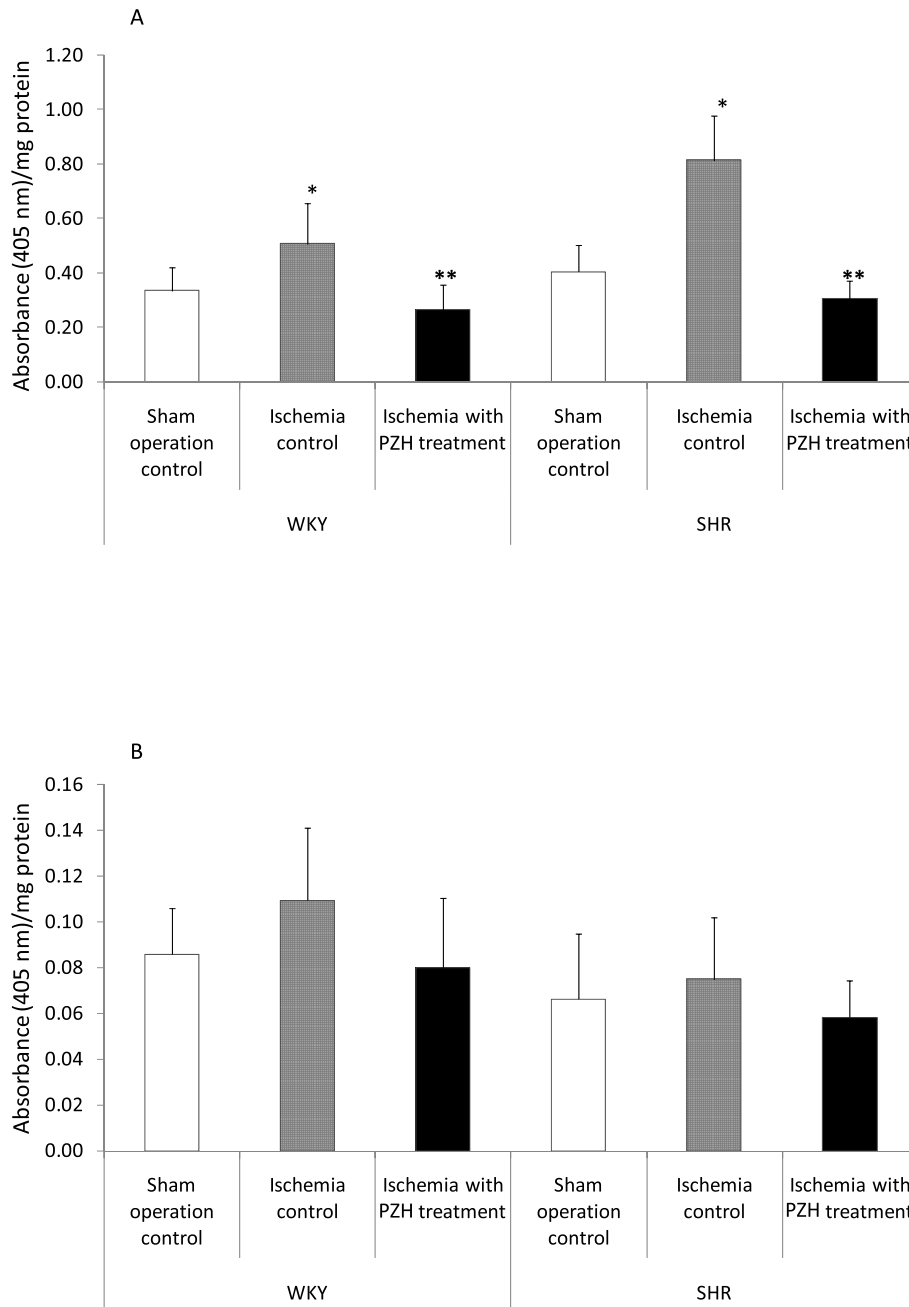 A
Absorbance (405 nm)/mg protein
1.20
1.00
0.80
0.60
0.40
0.20
0.00
*
**
*
**
Sham operation control
Ischemia control
Ischemia with PZH treatment
Sham operation control
Ischemia control
Ischemia with PZH treatment
WKY
SHR
B
Absorbance (405 nm)/mg protein
0.16
0.14
0.12
0.10
0.08
0.06
0.04
0.02
0.00
Sham operation control
Ischemia control
Ischemia with PZH treatment
Sham operation control
Ischemia control
Ischemia with PZH treatment
WKY
SHR